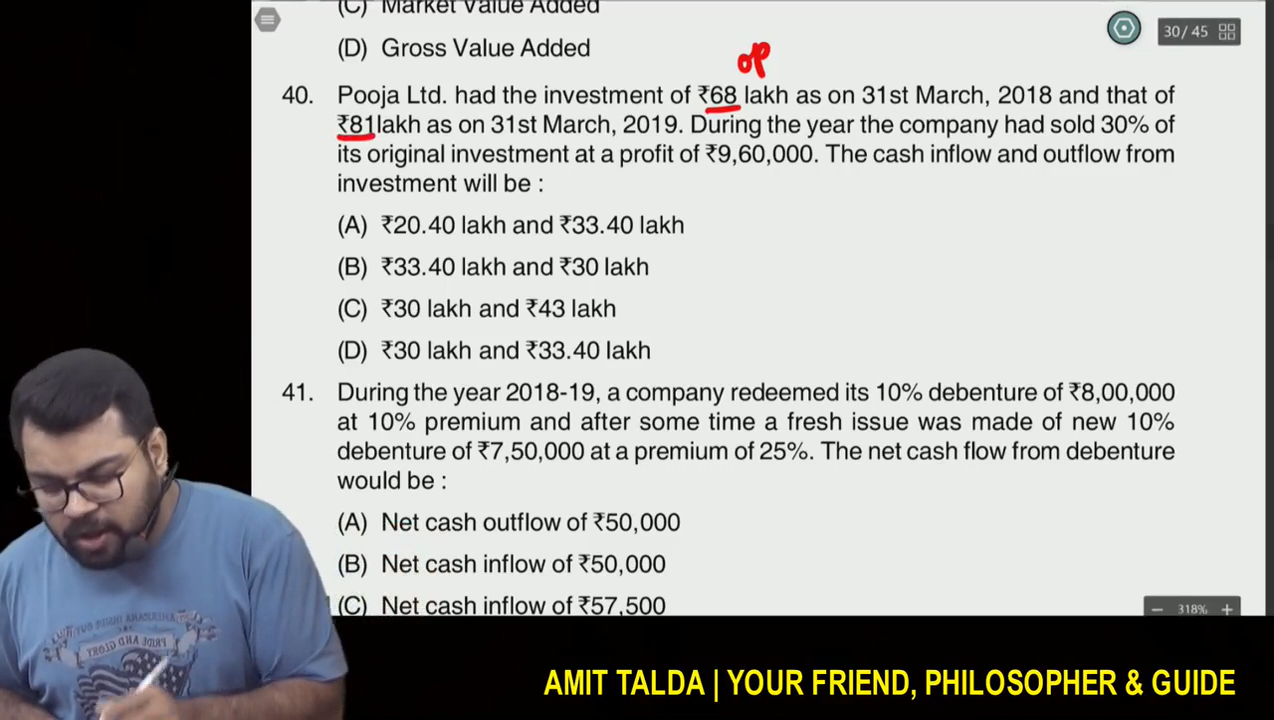 (C) Market Value Added
30/ 45
(D) Gross Value Added
op
40. Pooja Ltd. had the investment of ₹68 lakh as on 31st March, 2018 and that of
₹81lakh as on 31st March, 2019. During the year the company had sold 30% of
its original investment at a profit of ₹9,60,000. The cash inflow and outflow from
investment will be :
(A) ₹20.40 lakh and ₹33.40 lakh
(B) ₹33.40 lakh and ₹30 lakh
(C) ₹30 lakh and ₹43 lakh
(D) ₹30 lakh and ₹33.40 lakh
41. During the year 2018-19, a company redeemed its 10% debenture of ₹8,00,000
at 10% premium and after some time a fresh issue was made of new 10%
debenture of ₹7,50,000 at a premium of 25%. The net cash flow from debenture
would be :
(A) Net cash outflow of ₹50,000
(B) Net cash inflow of ₹50,000
(C) Net cash inflow of ₹57,500
− 318% +
PRIDE AND GLORY
AMIT TALDA | YOUR FRIEND, PHILOSOPHER & GUIDE